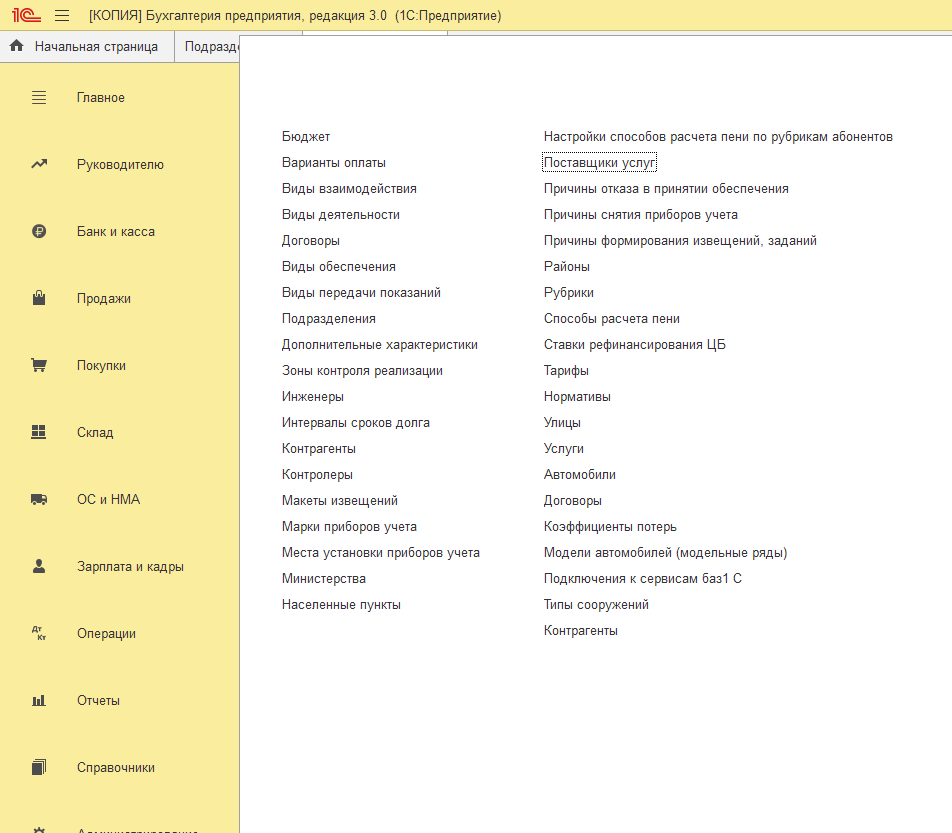 1С [КОПИЯ] Бухгалтерия предприятия, редакция 3.0 (1С:Предприятие)
Начальная страница
Главное
Руководителю
Банк и касса
Продажи
Покупки
Склад
ОС и НМА
Зарплата и кадры
Дт
Кт
Операции
Отчеты
Справочники
Бюджет
Варианты оплаты
Виды взаимодействия
Виды деятельности
Договоры
Виды обеспечения
Виды передачи показаний
Подразделения
Дополнительные характеристики
Зоны контроля реализации
Инженеры
Интервалы сроков долга
Контрагенты
Контролеры
Макеты извещений
Марки приборов учета
Места установки приборов учета
Министерства
Населенные пункты
Настройки способов расчета пени по рубрикам абонентов
Поставщики услуг
Причины отказа в принятии обеспечения
Причины снятия приборов учета
Причины формирования извещений, заданий
Районы
Рубрики
Способы расчета пени
Ставки рефинансирования ЦБ
Тарифы
Нормативы
Улицы
Услуги
Автомобили
Договоры
Коэффициенты потерь
Модели автомобилей (модельные ряды)
Подключения к сервисам баз1 С
Типы сооружений
Контрагенты